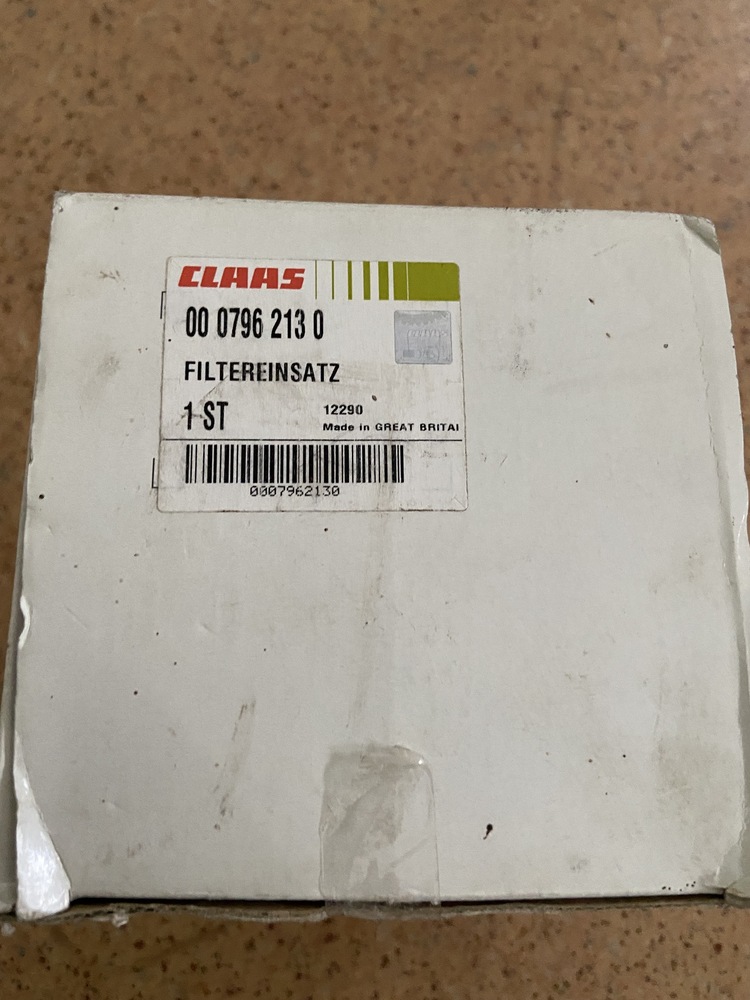 CLAAS
00 0796 213 0
FILTEREINSATZ
1 ST
12290
Made in GREAT BRITAI
0007962130